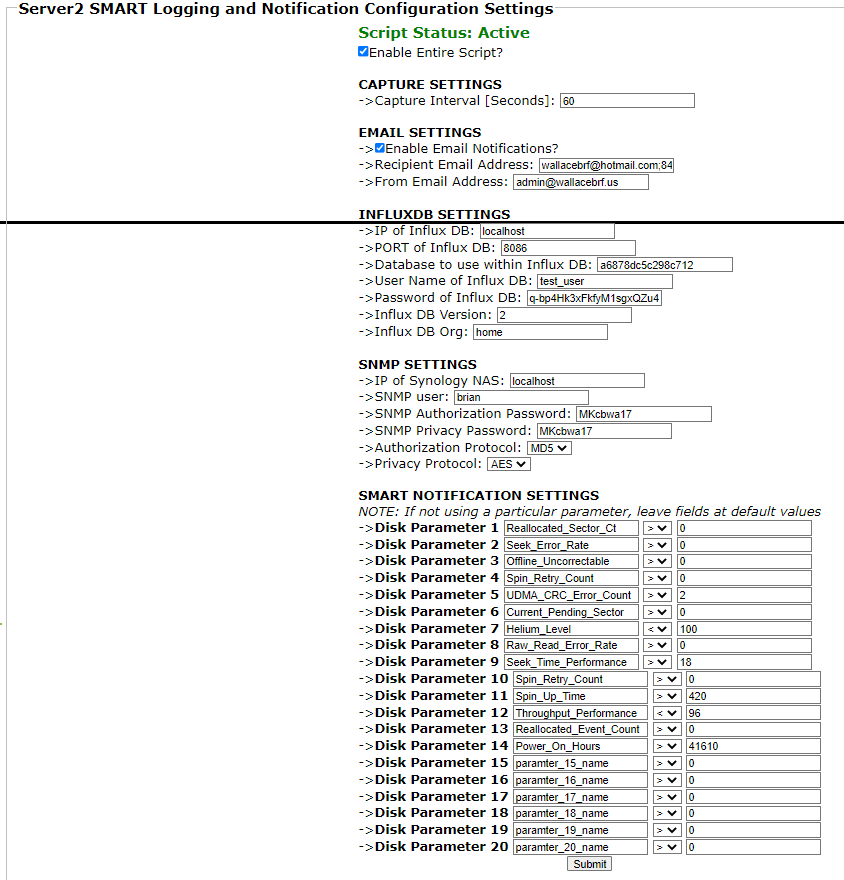 Server2 SMART Logging and Notification Configuration Settings
Script Status: Active
Enable Entire Script?
CAPTURE SETTINGS
->Capture Interval [Seconds]: 60
EMAIL SETTINGS
->Enable Email Notifications?
->Recipient Email Address: wallacebrf@hotmail.com;84
->From Email Address: admin@wallacebrf.us
INFLUXDB SETTINGS
->IP of Influx DB: localhost
->PORT of Influx DB: 8086
->Database to use within Influx DB: a6878dc5c298c712
->User Name of Influx DB: test_user
->Password of Influx DB: q-bp4Hk3xFkfyM1sgxQZu4
->Influx DB Version: 2
->Influx DB Org: home
SNMP SETTINGS
->IP of Synology NAS: localhost
->SNMP user: brian
->SNMP Authorization Password: MKcbwa17
->SNMP Privacy Password: MKcbwa17
->Authorization Protocol: MD5
->Privacy Protocol: AES
SMART NOTIFICATION SETTINGS
NOTE: If not using a particular parameter, leave fields at default values
->Disk Parameter 1 Reallocated_Sector_Ct > 0
->Disk Parameter 2 Seek_Error_Rate > 0
->Disk Parameter 3 Offline_Uncorrectable > 0
->Disk Parameter 4 Spin_Retry_Count > 0
->Disk Parameter 5 UDMA_CRC_Error_Count > 2
->Disk Parameter 6 Current_Pending_Sector > 0
->Disk Parameter 7 Helium_Level < 100
->Disk Parameter 8 Raw_Read_Error_Rate > 0
->Disk Parameter 9 Seek_Time_Performance > 18
->Disk Parameter 10 Spin_Retry_Count > 0
->Disk Parameter 11 Spin_Up_Time > 420
->Disk Parameter 12 Throughput_Performance < 96
->Disk Parameter 13 Reallocated_Event_Count > 0
->Disk Parameter 14 Power_On_Hours > 41610
->Disk Parameter 15 paramter_15_name > 0
->Disk Parameter 16 paramter_16_name > 0
->Disk Parameter 17 paramter_17_name > 0
->Disk Parameter 18 paramter_18_name > 0
->Disk Parameter 19 paramter_19_name > 0
->Disk Parameter 20 paramter_20_name > 0
Submit